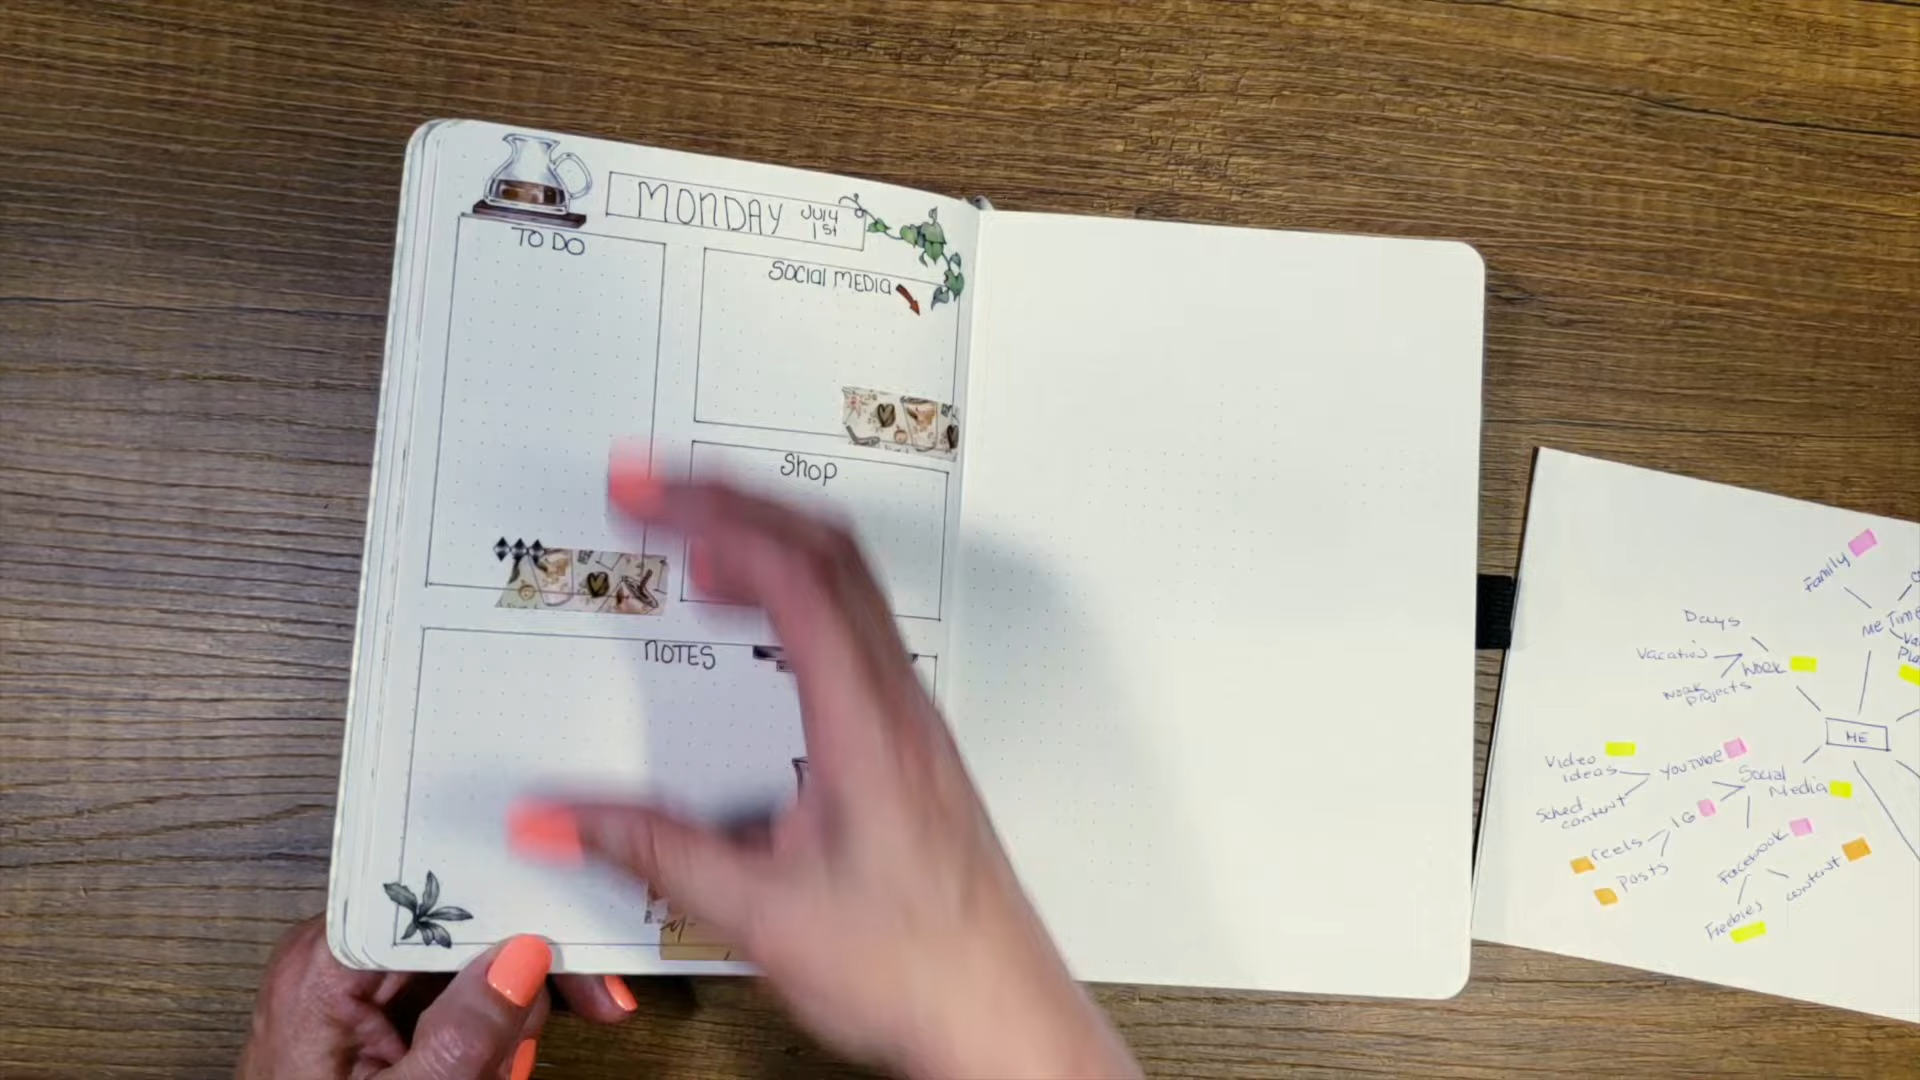 MONDAY
JULY
1st
TO DO
SOCIAL MEDIA
Shop
NOTES
Family
ME Time
Days
Vacation
Work
Work
Projects
ME
Video
ideas
YouTube
Social
Media
Sched
content
IG
reels
Posts
Facebook
content
Freebies